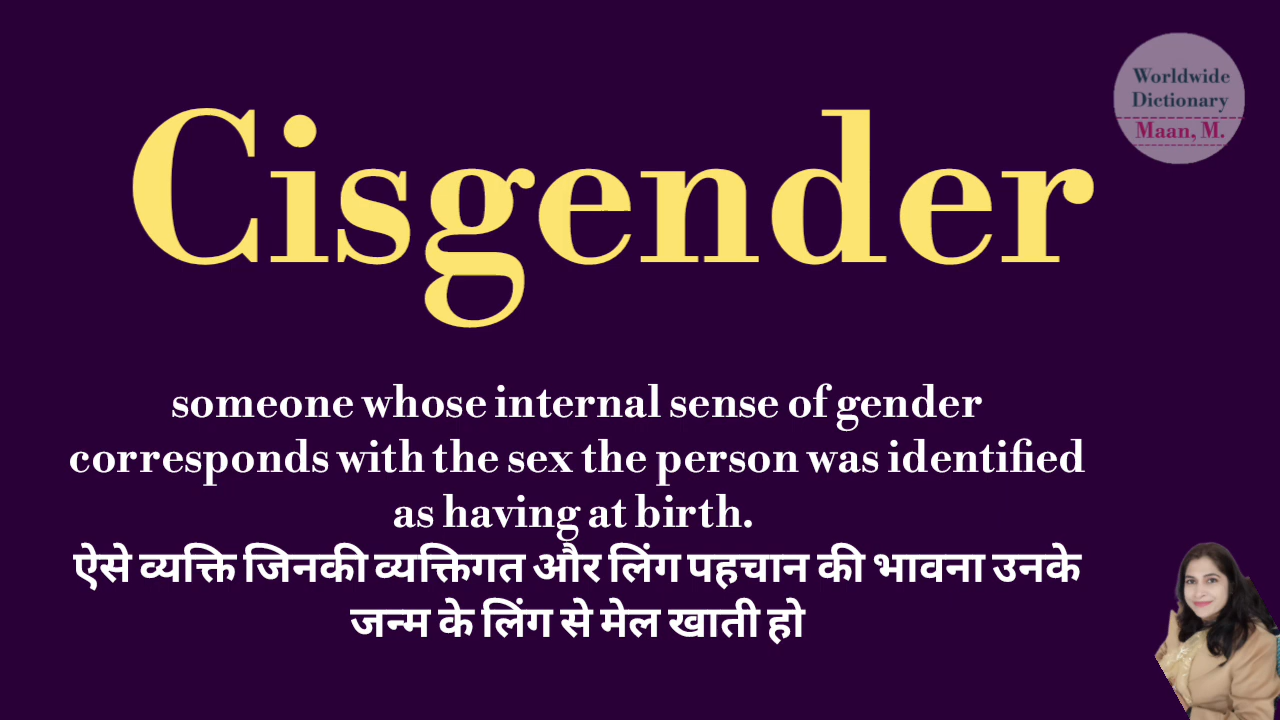 Worldwide
Dictionary
Maan, M.
Cisgender
someone whose internal sense of gender
corresponds with the sex the person was identified
as having at birth.
ऐसे व्यक्ति जिनकी व्यक्तिगत और लिंग पहचान की भावना उनके
जन्म के लिंग से मेल खाती हो